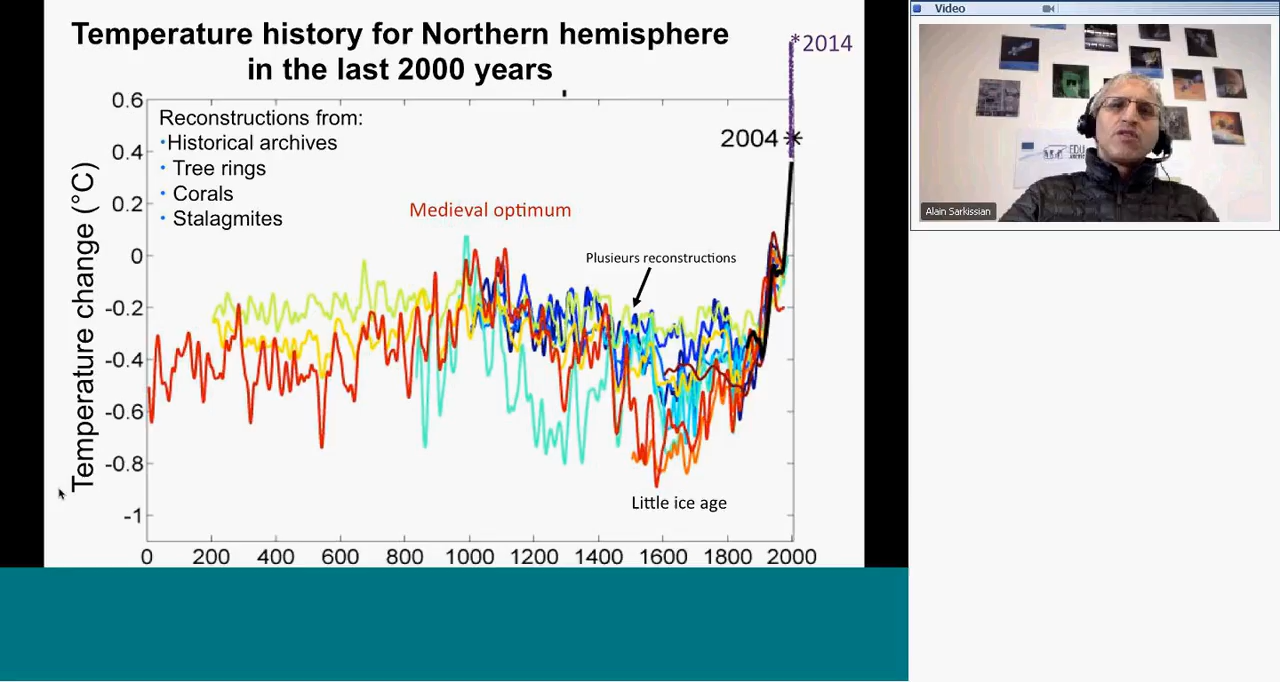 Temperature history for Northern hemisphere
in the last 2000 years
*2014
0.6
Reconstructions from:
•Historical archives
• Tree rings
• Corals
• Stalagmites
2004
0.4
0.2
0
-0.2
-0.4
-0.6
-0.8
-1
Temperature change (°C)
Medieval optimum
Plusieurs reconstructions
Little ice age
0 200 400 600 800 1000 1200 1400 1600 1800 2000
Video
EDU
Alain Sarkissian